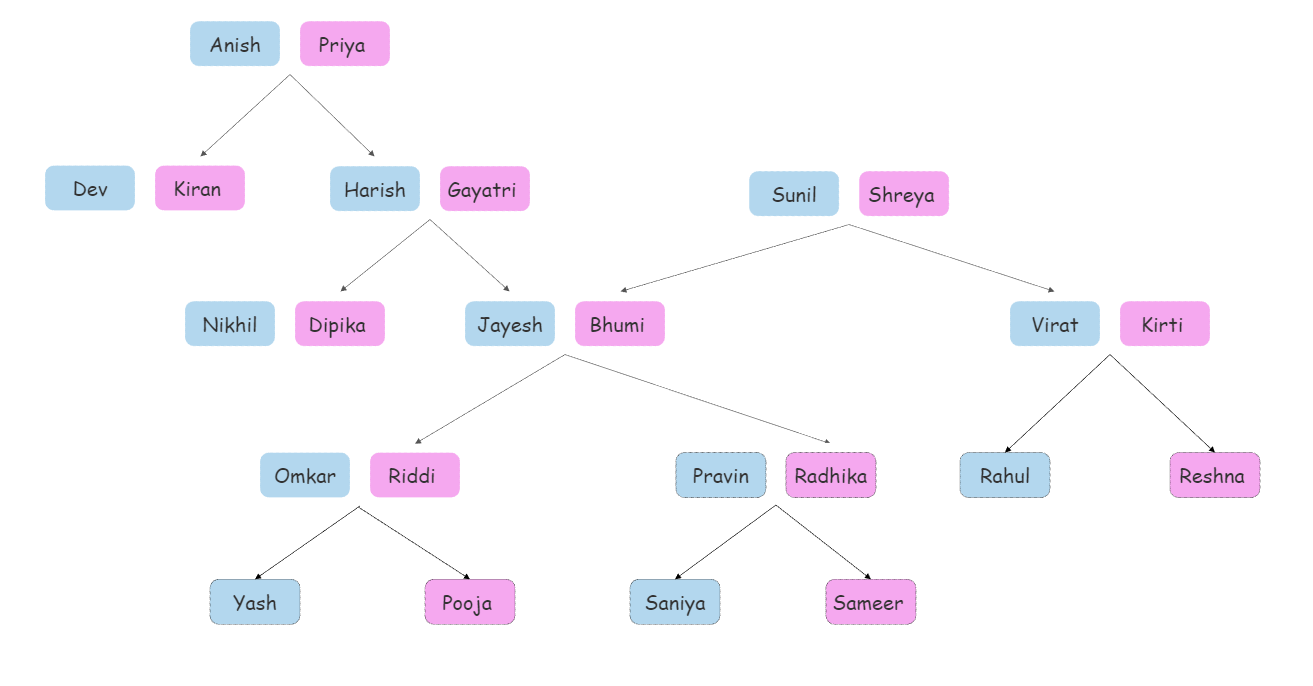 Anish
Priya
Dev
Kiran
Harish
Gayatri
Sunil
Shreya
Nikhil
Dipika
Jayesh
Bhumi
Virat
Kirti
Omkar
Riddi
Pravin
Radhika
Rahul
Reshna
Yash
Pooja
Saniya
Sameer